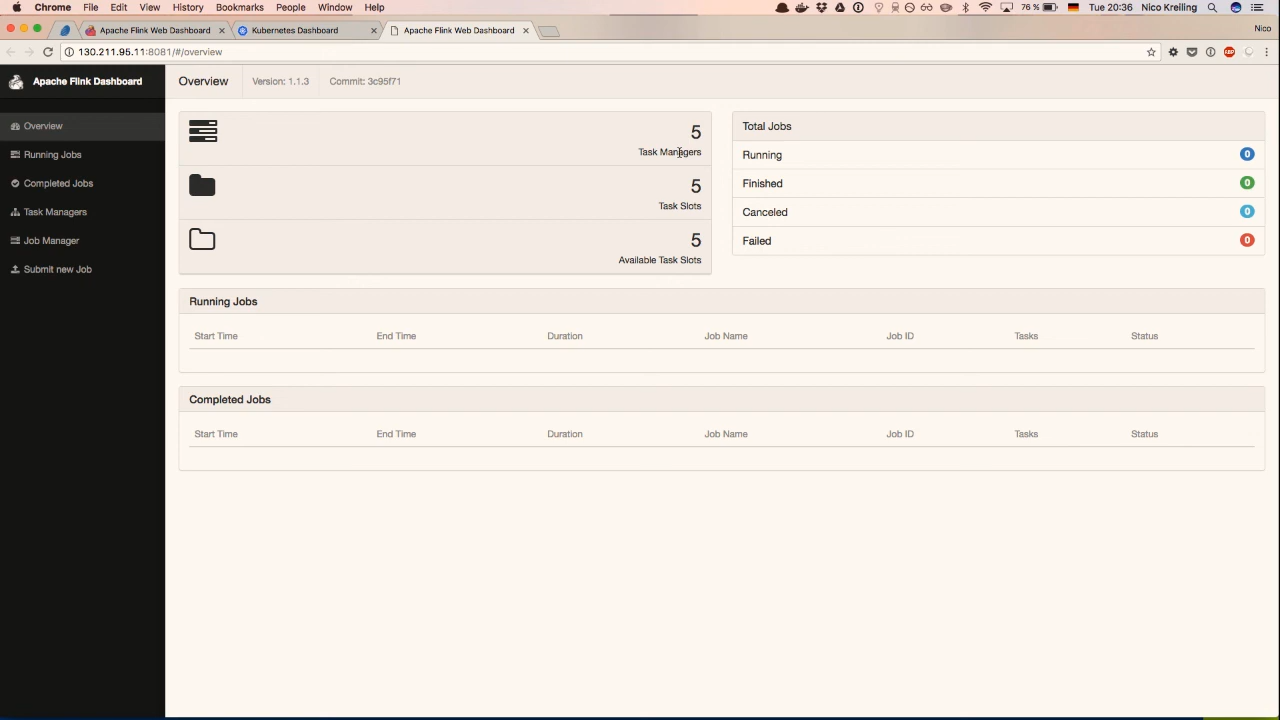 Chrome File Edit View History Bookmarks People Window Help 76 % Tue 20:36 Nico Kreiling
Apache Flink Web Dashboard Kubernetes Dashboard Apache Flink Web Dashboard Nico
130.211.95.11:8081/#/overview ABP
Apache Flink Dashboard Overview Version: 1.1.3 Commit: 3c95f71
Overview
Running Jobs
Completed Jobs
Task Managers
Job Manager
Submit new Job
5
Task Managers
5
Task Slots
5
Available Task Slots
Total Jobs
Running 0
Finished 0
Canceled 0
Failed 0
Running Jobs
Start Time End Time Duration Job Name Job ID Tasks Status
Completed Jobs
Start Time End Time Duration Job Name Job ID Tasks Status